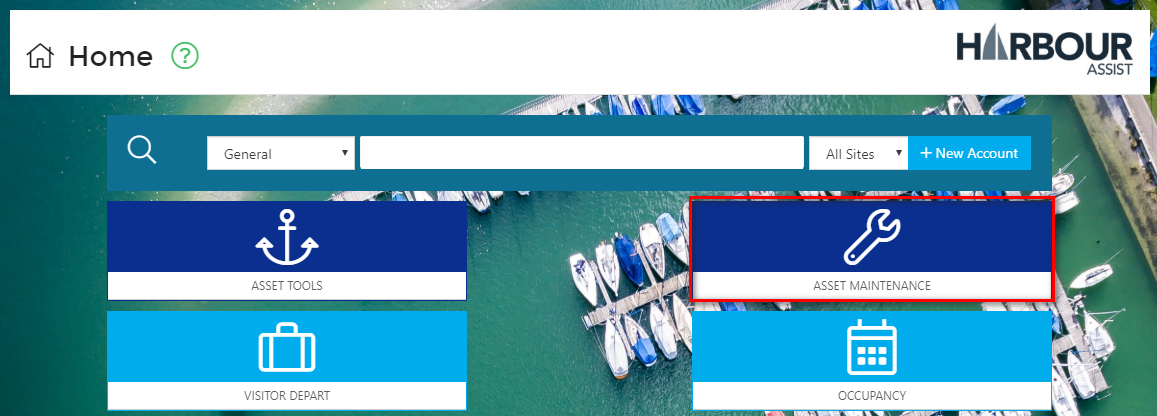 Home ?
HARBOUR
ASSIST
General
All Sites
+ New Account
ASSET TOOLS
ASSET MAINTENANCE
VISITOR DEPART
OCCUPANCY